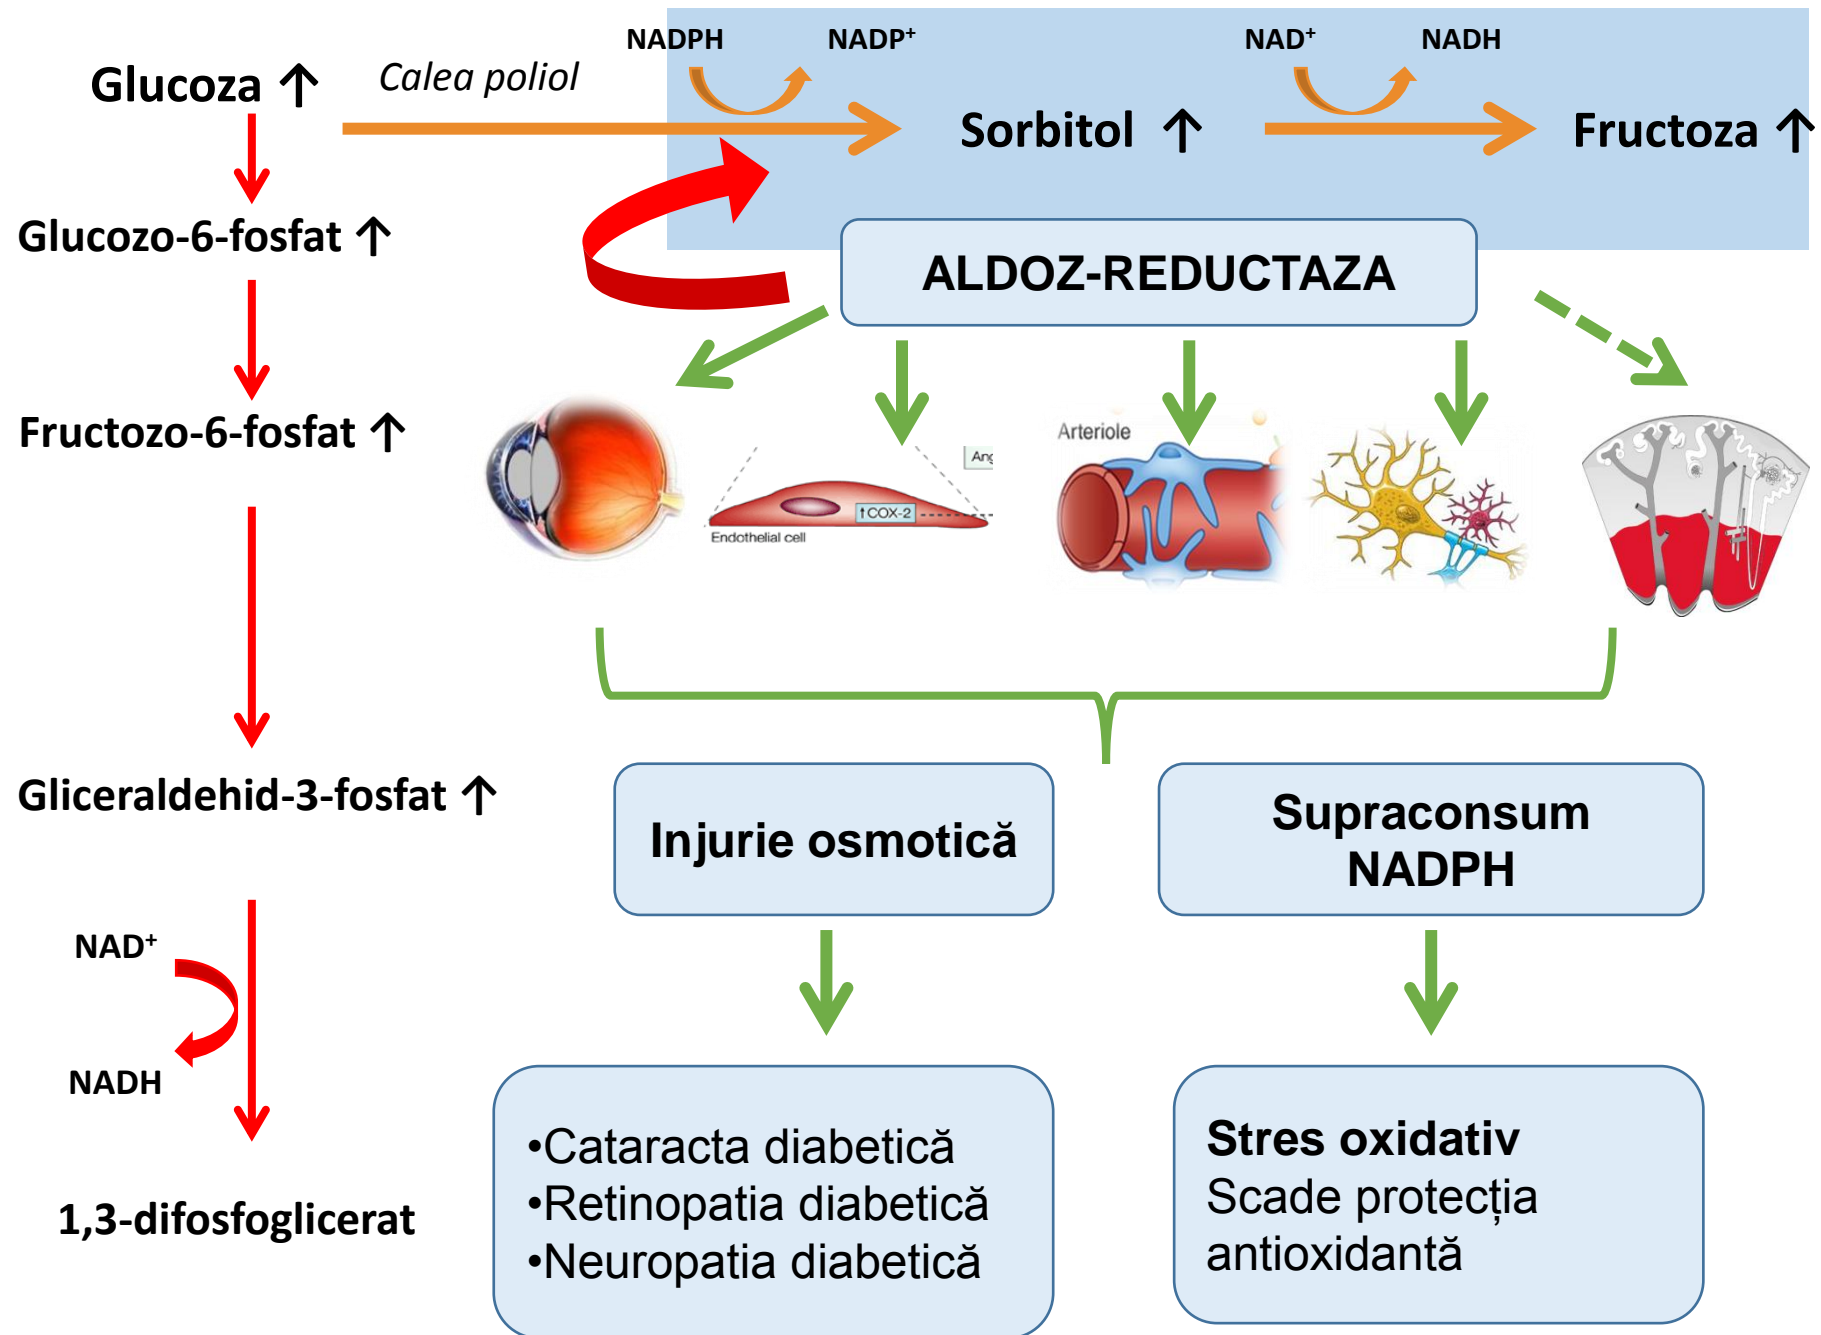 NADPH NADP⁺ NAD⁺ NADH
Glucoza ↑ Calea poliol
Sorbitol ↑ Fructoza ↑
Glucozo-6-fosfat ↑
ALDOZ-REDUCTAZA
Fructozo-6-fosfat ↑
Arteriole
↑COX-2
Endothelial cell
Gliceraldehid-3-fosfat ↑
Injurie osmotică
Supraconsum
NADPH
NAD⁺
NADH
•Cataracta diabetică
•Retinopatia diabetică
•Neuropatia diabetică
Stres oxidativ
Scade protecția
antioxidantă
1,3-difosfoglicerat